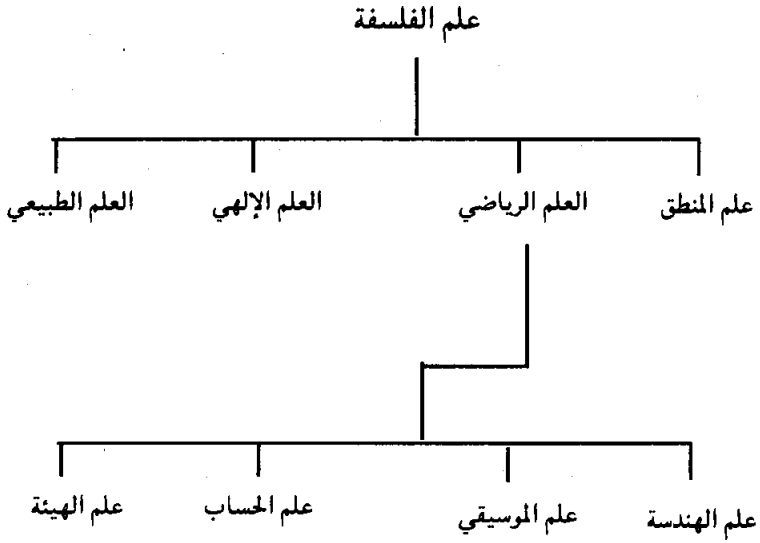 علم الفلسفة
علم المنطق العلم الرياضي العلم الإلهي العلم الطبيعي
علم الهندسة علم الموسيقي علم الحساب علم الهيئة